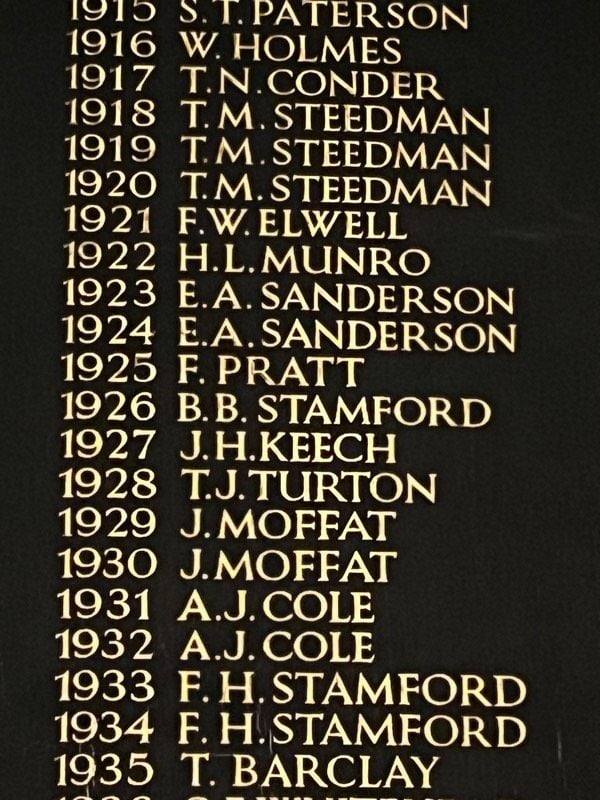 1915 S.T. PATERSON
1916 W. HOLMES
1917 T.N. CONDER
1918 T.M. STEEDMAN
1919 T.M. STEEDMAN
1920 T.M. STEEDMAN
1921 F.W. ELWELL
1922 H.L. MUNRO
1923 E.A. SANDERSON
1924 E.A. SANDERSON
1925 F. PRATT
1926 B.B. STAMFORD
1927 J.H. KEECH
1928 T.J. TURTON
1929 J. MOFFAT
1930 J. MOFFAT
1931 A.J. COLE
1932 A.J. COLE
1933 F.H. STAMFORD
1934 F.H. STAMFORD
1935 T. BARCLAY
1936